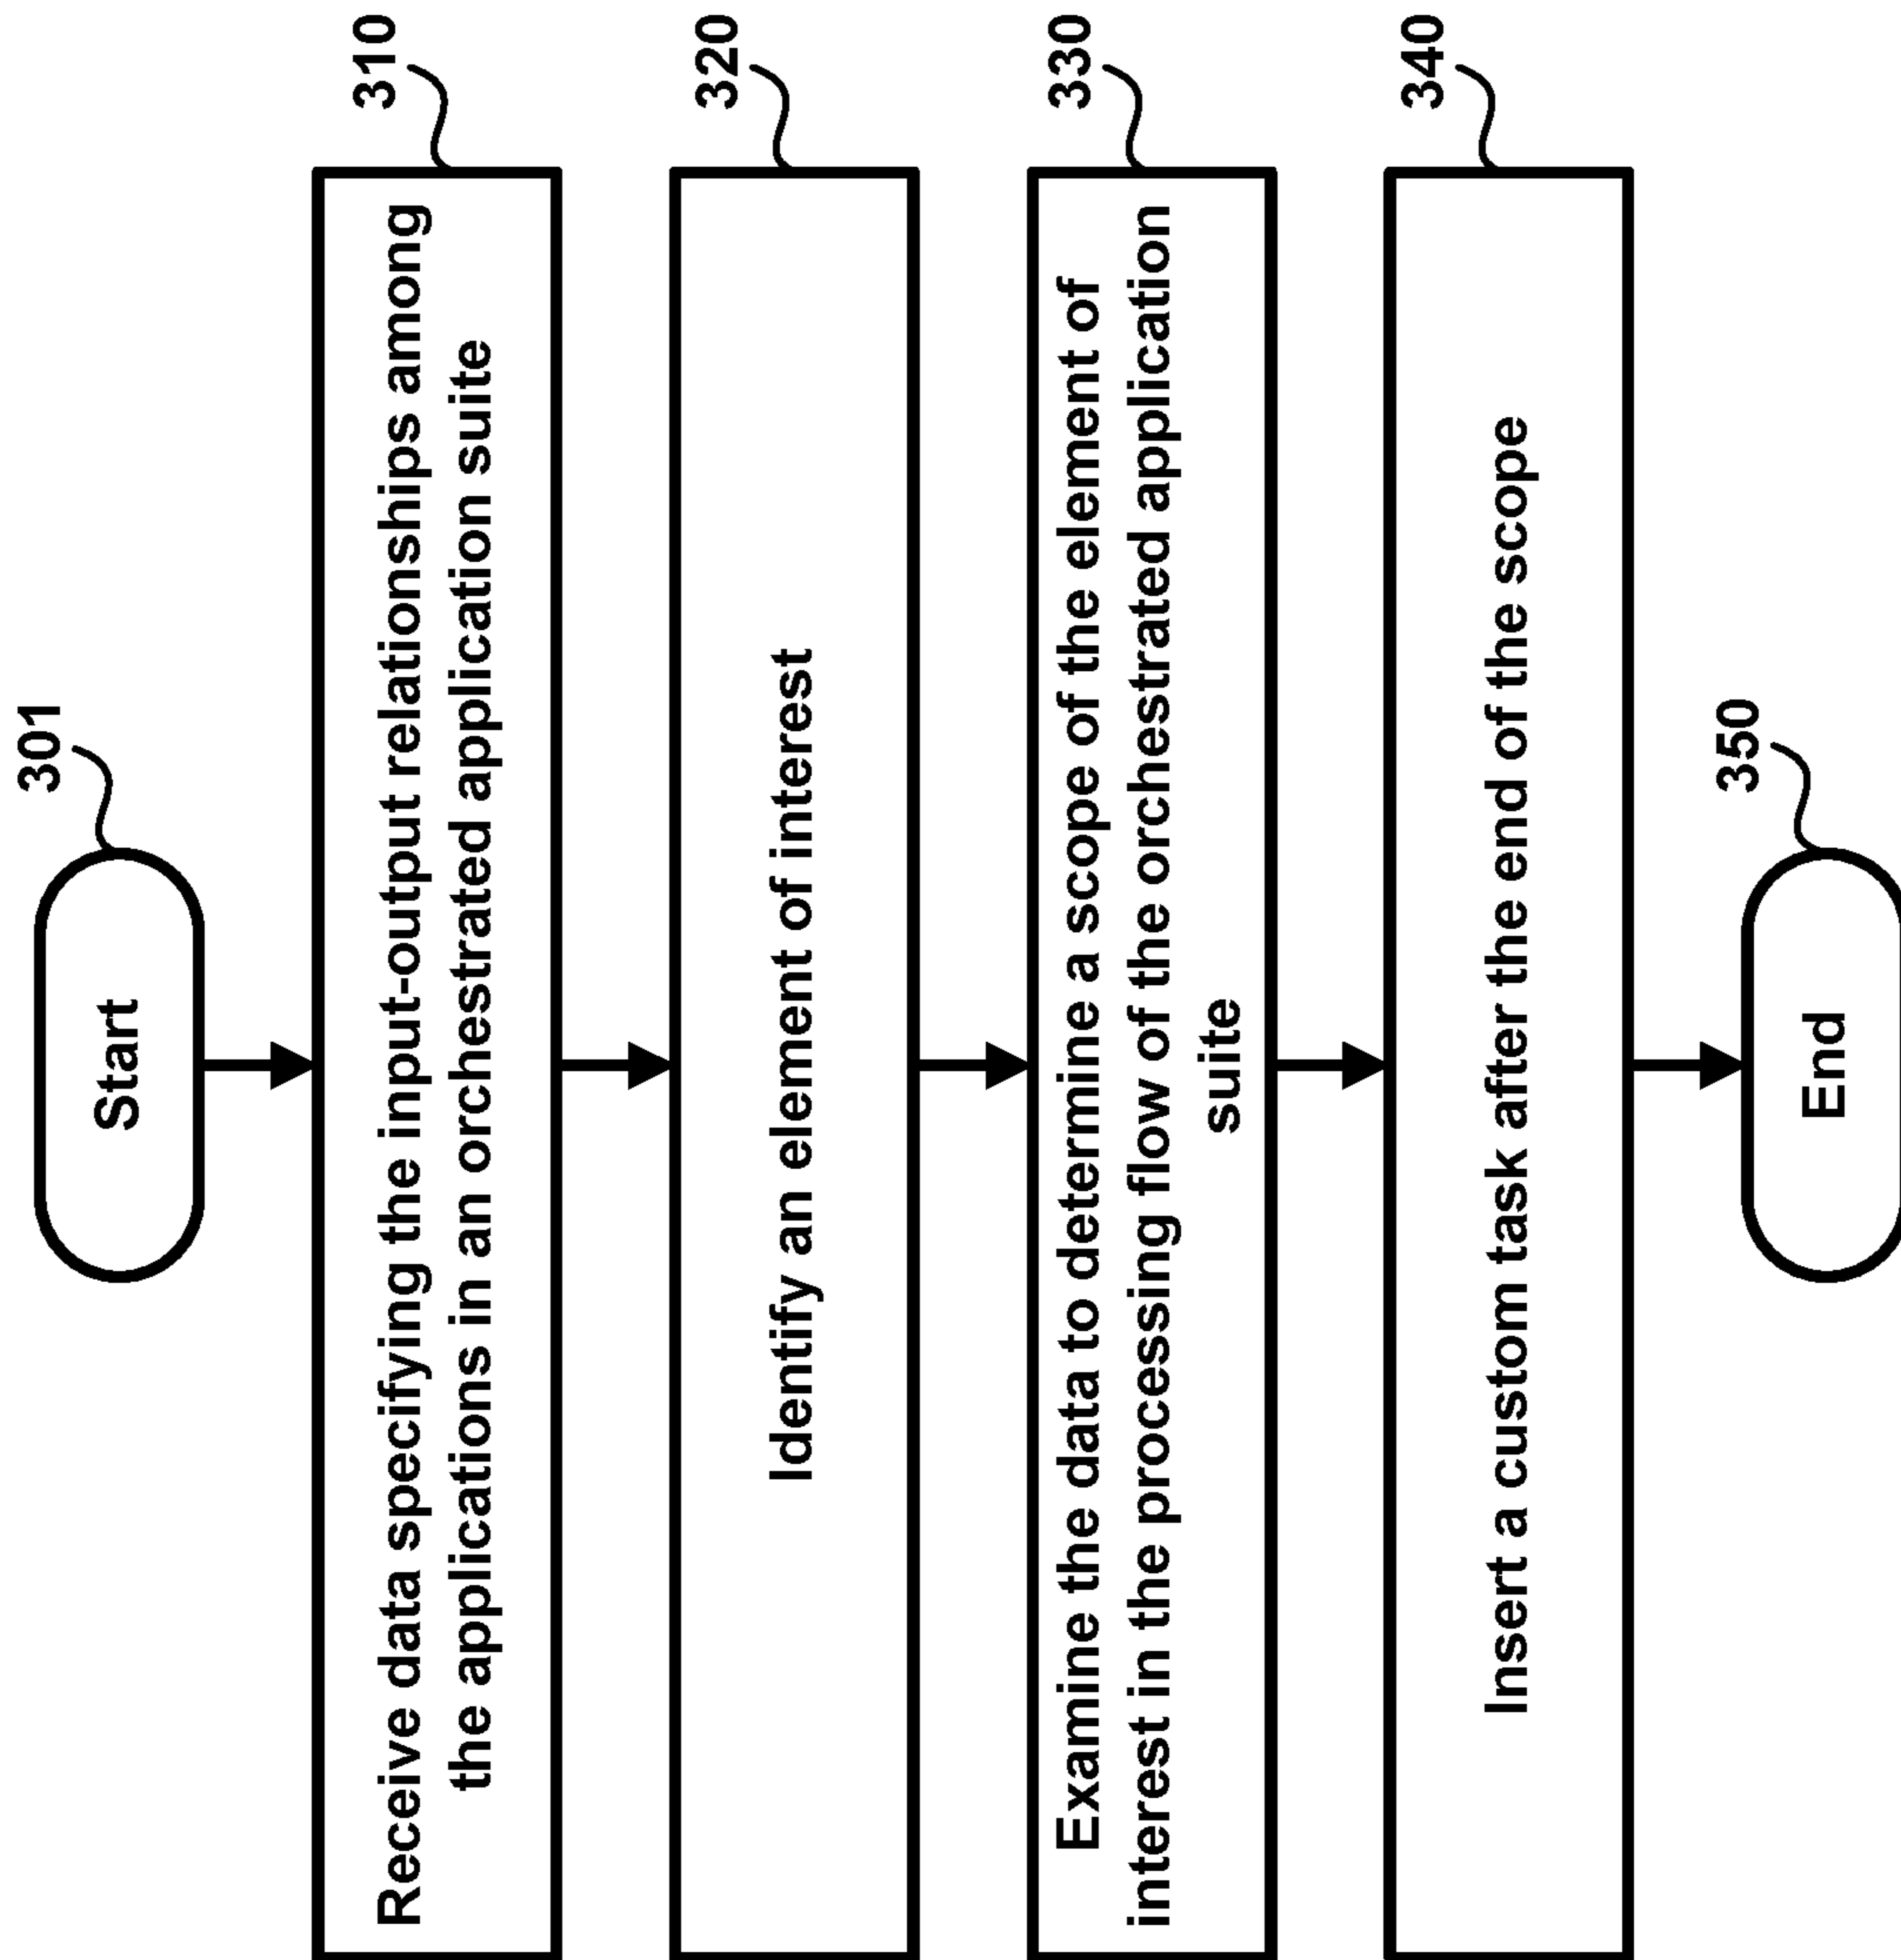 301
Start
310
Receive data specifying the input-output relationships among
the applications in an orchestrated application suite
320
Identify an element of interest
330
Examine the data to determine a scope of the element of
interest in the processing flow of the orchestrated application
suite
340
Insert a custom task after the end of the scope
350
End